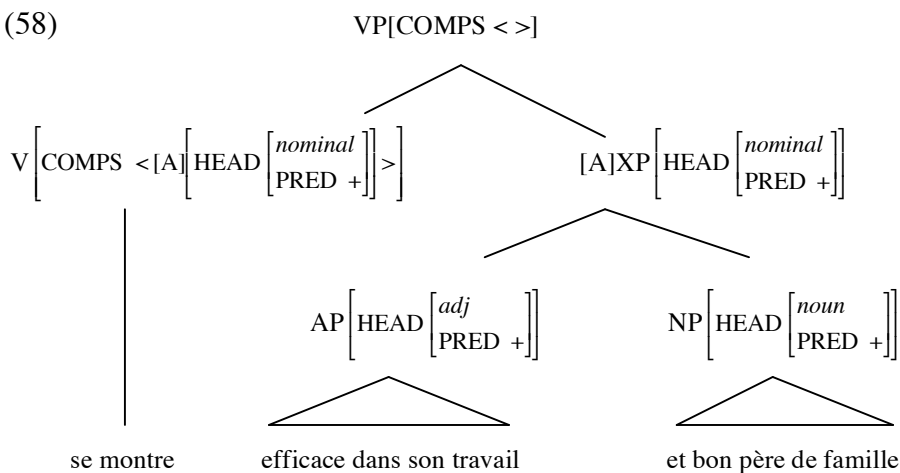 (58) VP[COMPS < >]
V[COMPS <[A][HEAD [nominal PRED +]]>] [A]XP[HEAD [nominal PRED +]]
AP[HEAD [adj PRED +]] NP[HEAD [noun PRED +]]
se montre efficace dans son travail et bon père de famille